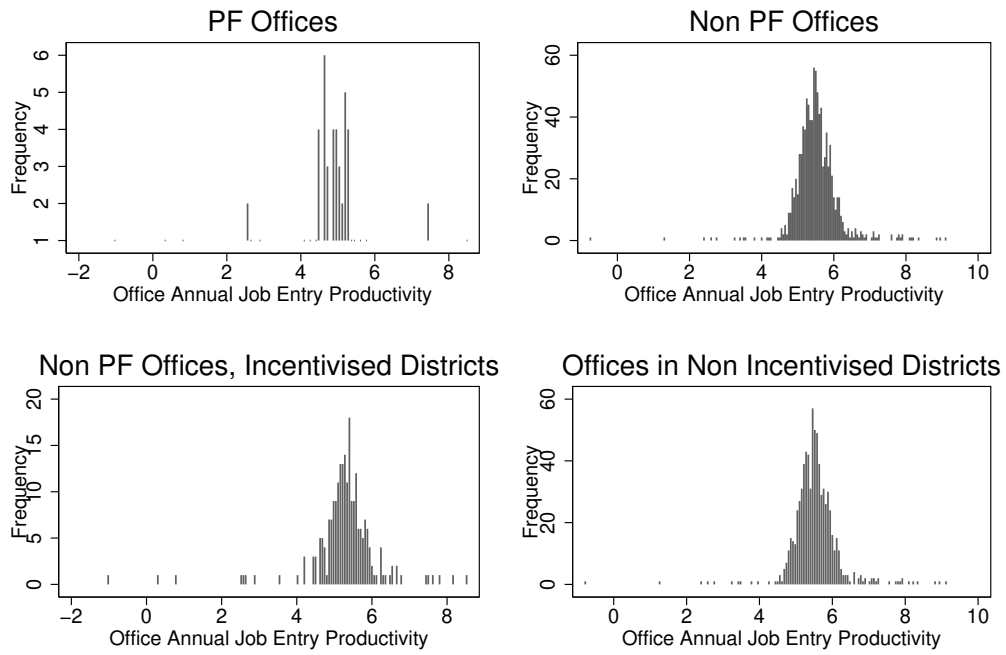 PF Offices
Frequency
1 2 3 4 5 6
−2 0 2 4 6 8
Office Annual Job Entry Productivity
Non PF Offices
Frequency
0 20 40 60
0 2 4 6 8 10
Office Annual Job Entry Productivity
Non PF Offices, Incentivised Districts
Frequency
0 5 10 15 20
−2 0 2 4 6 8
Office Annual Job Entry Productivity
Offices in Non Incentivised Districts
Frequency
0 20 40 60
0 2 4 6 8 10
Office Annual Job Entry Productivity